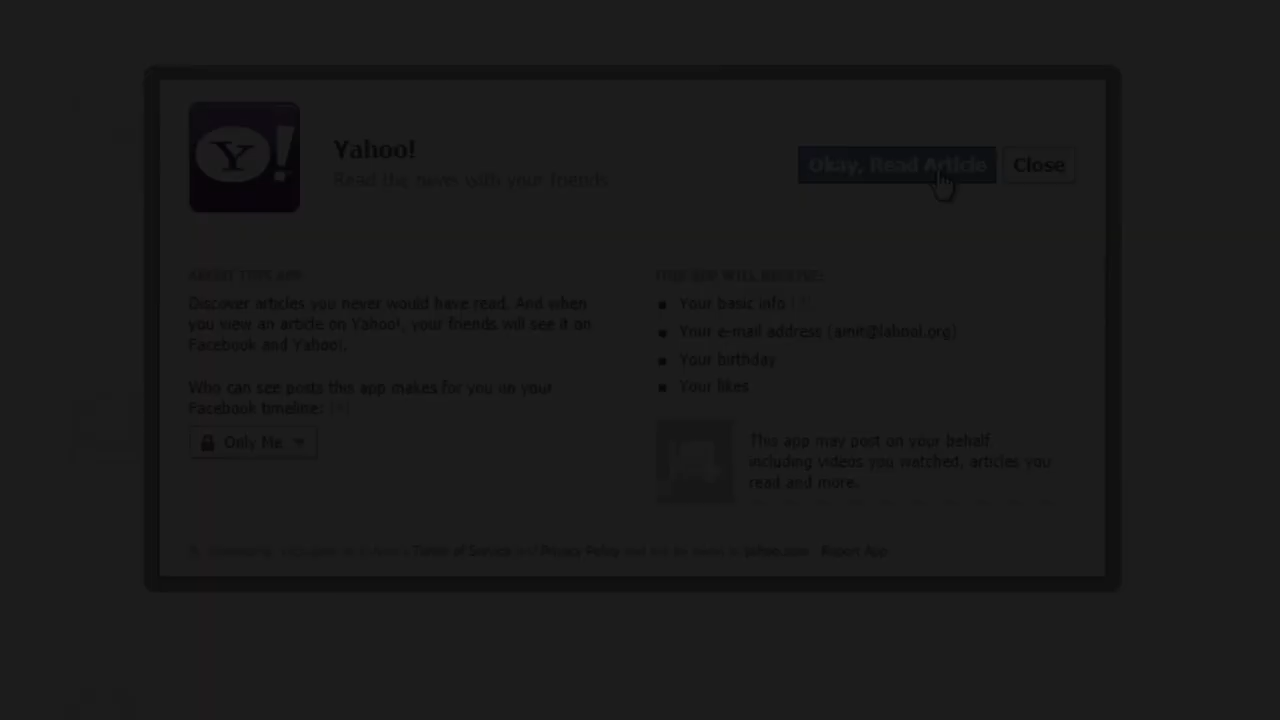 Y!
Yahoo!
Read the news with your friends
Okay, Read Article
Close
ABOUT THIS APP
Discover articles you never would have read. And when
you view an article on Yahoo!, your friends will see it on
Facebook and Yahoo!.
Who can see posts this app makes for you on your
Facebook timeline: [?]
Only Me
THIS APP WILL RECEIVE:
Your basic info [?]
Your e-mail address (amit@labnol.org)
Your birthday
Your likes
This app may post on your behalf,
including videos you watched, articles you
read and more.
Terms of Service and Privacy Policy yahoo.com Report App